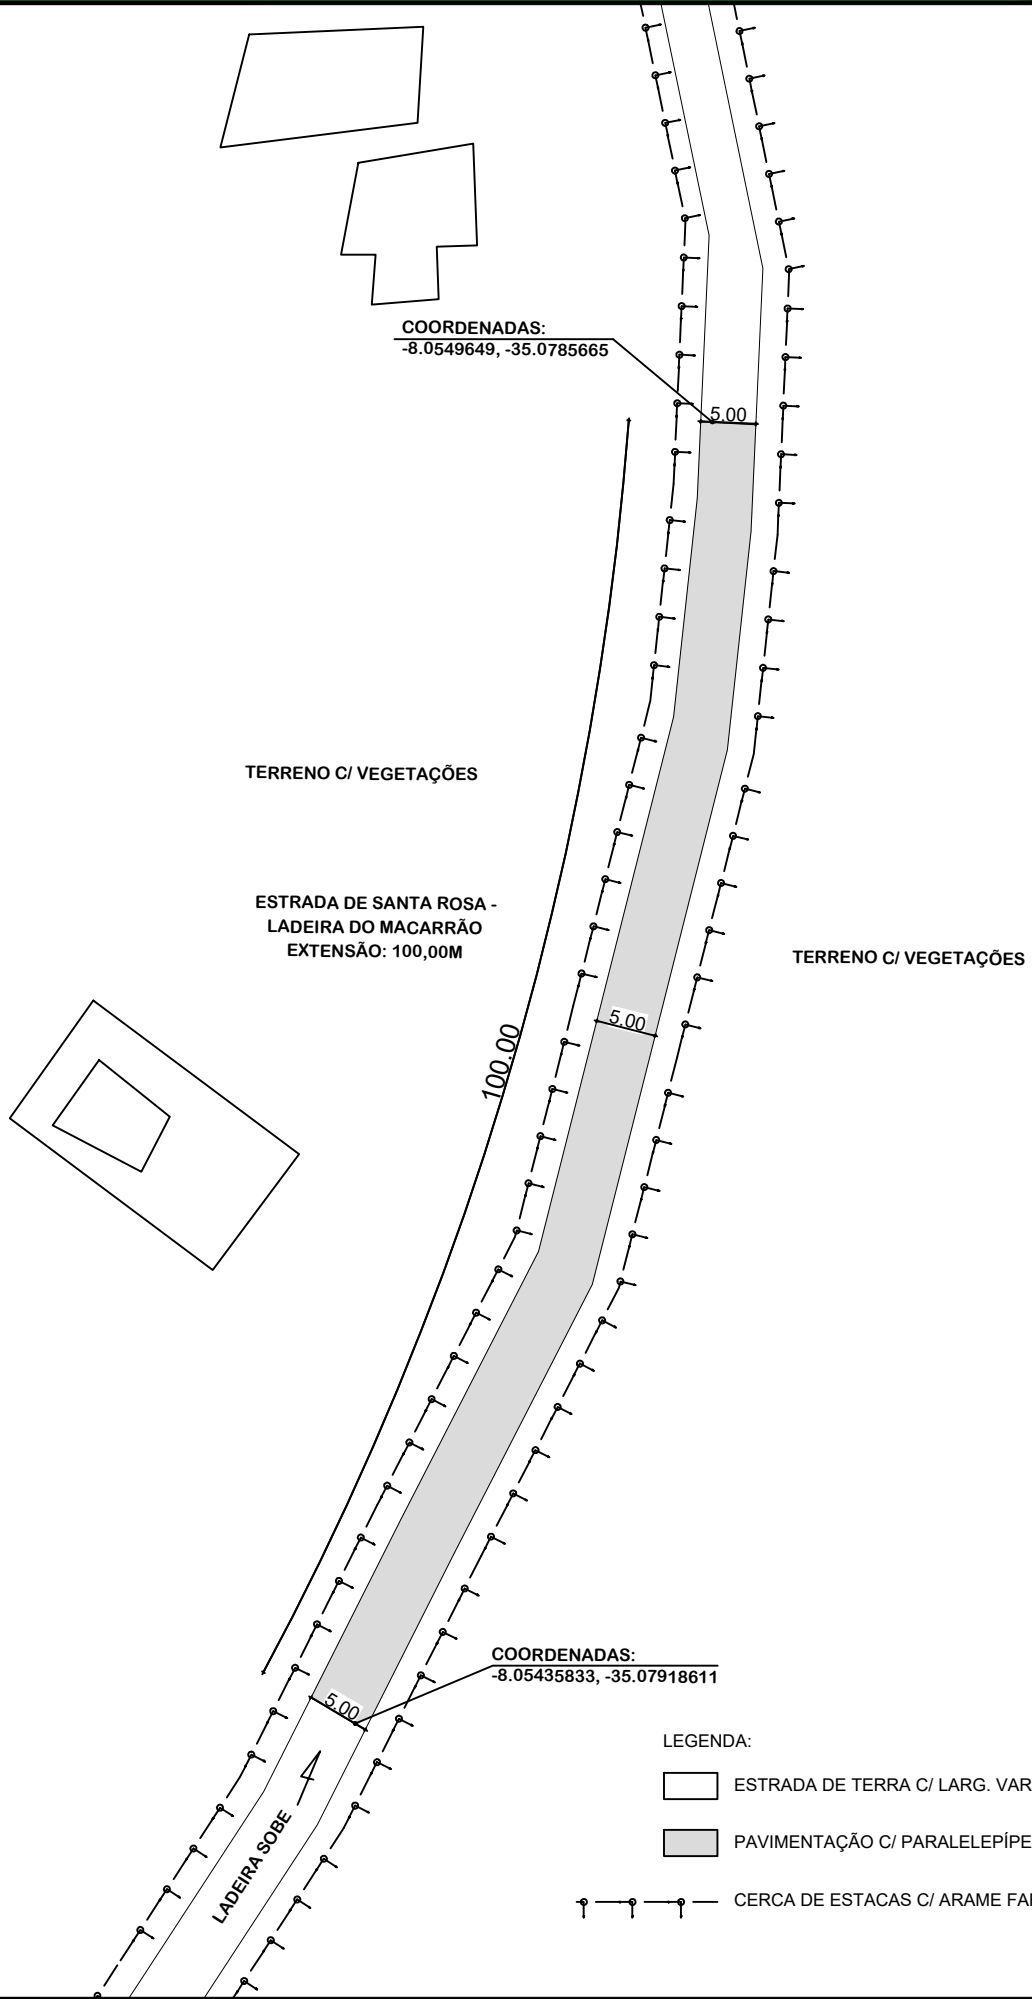 COORDENADAS:
-8.0549649, -35.0785665
5.00
TERRENO C/ VEGETAÇÕES
ESTRADA DE SANTA ROSA -
LADEIRA DO MACARRÃO
EXTENSÃO: 100,00M
TERRENO C/ VEGETAÇÕES
5.00
100.00
COORDENADAS:
-8.05435833, -35.07918611
5.00
LADEIRA SOBE
LEGENDA:
ESTRADA DE TERRA C/ LARG. VAR
PAVIMENTAÇÃO C/ PARALELEPÍPE
CERCA DE ESTACAS C/ ARAME